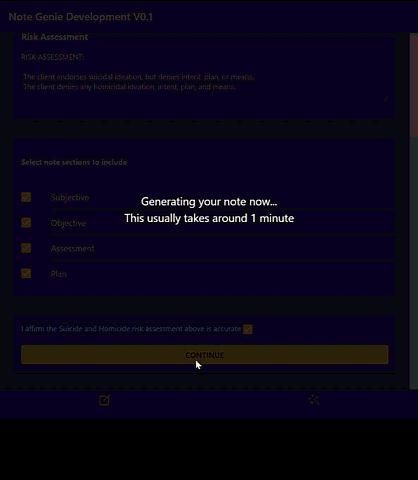 Note Genie Development V0.1
Risk Assessment
RISK ASSESSMENT:
The client endorses suicidal ideation, but denies intent, plan, or means.
The client denies any homicidal ideation, intent, plan, and means.
Select note sections to include
Generating your note now...
This usually takes around 1 minute
Subjective
Objective
Assessment
Plan
I affirm the Suicide and Homicide risk assessment above is accurate
CONTINUE